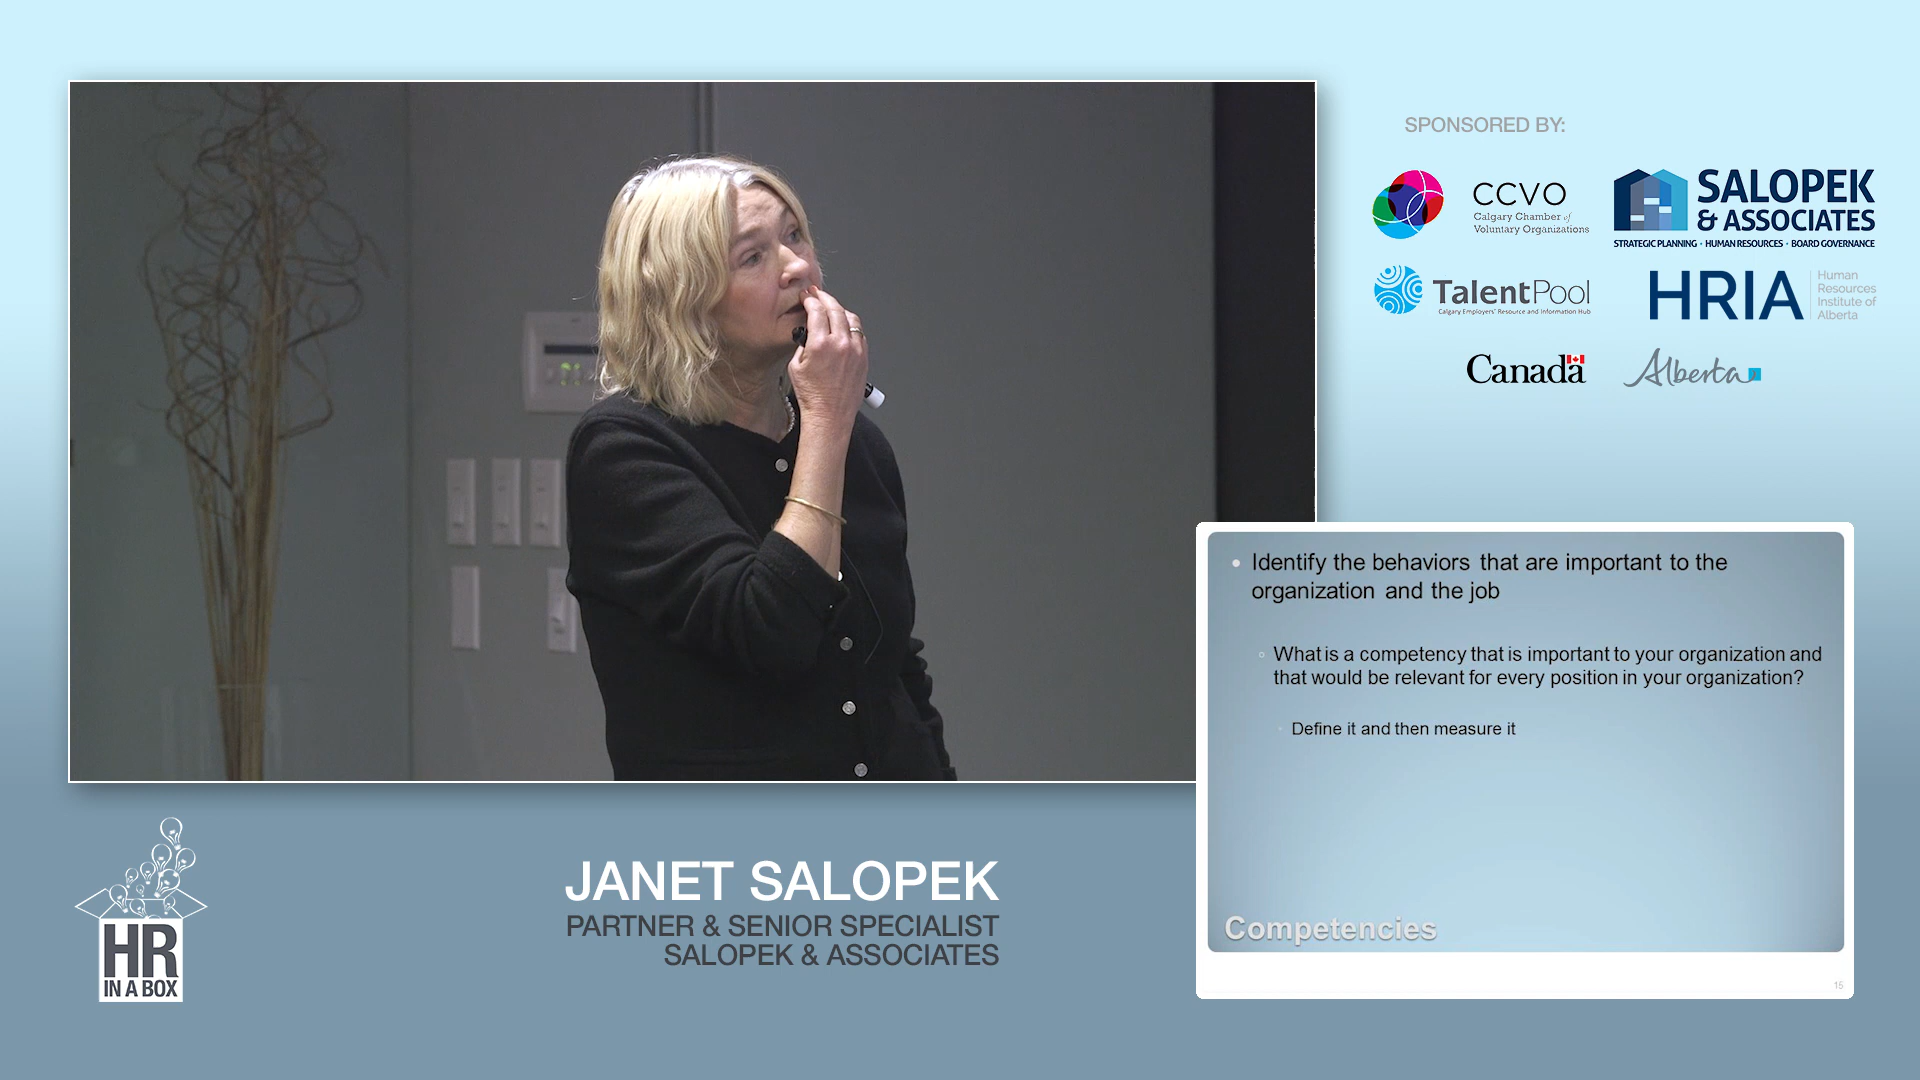 SPONSORED BY:
CCVO
Calgary Chamber of
Voluntary Organizations
SALOPEK
& ASSOCIATES
STRATEGIC PLANNING · HUMAN RESOURCES · BOARD GOVERNANCE
TalentPool
Calgary Employers' Resource and Information Hub
HRIA
Human
Resources
Institute of
Alberta
Canada
Alberta
• Identify the behaviors that are important to the
organization and the job
◦ What is a competency that is important to your organization and
that would be relevant for every position in your organization?
· Define it and then measure it
Competencies
15
JANET SALOPEK
PARTNER & SENIOR SPECIALIST
SALOPEK & ASSOCIATES
HR
IN A BOX